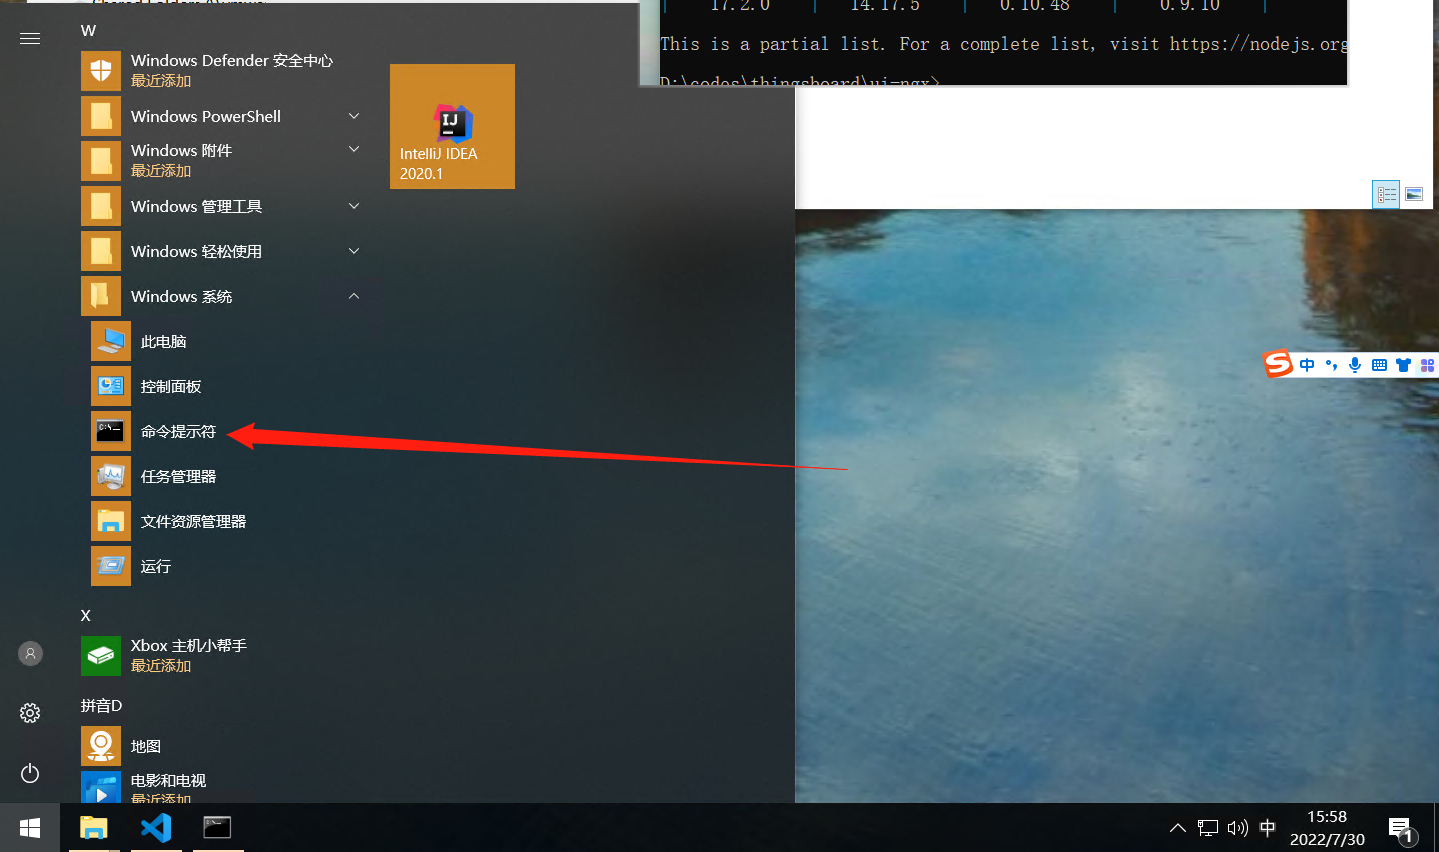 W
Windows Defender 安全中心
最近添加
Windows PowerShell
Windows 附件
最近添加
Windows 管理工具
Windows 轻松使用
Windows 系统
此电脑
控制面板
命令提示符
任务管理器
文件资源管理器
运行
X
Xbox 主机小帮手
最近添加
拼音D
地图
电影和电视
最近添加
IJ
IntelliJ IDEA
2020.1
| 17.2.0 | 14.17.5 | 0.10.48 | 0.9.10 |
This is a partial list. For a complete list, visit https://nodejs.org
D:\codes\thingsboard\ui-ngx>
中
中
15:58
2022/7/30
1